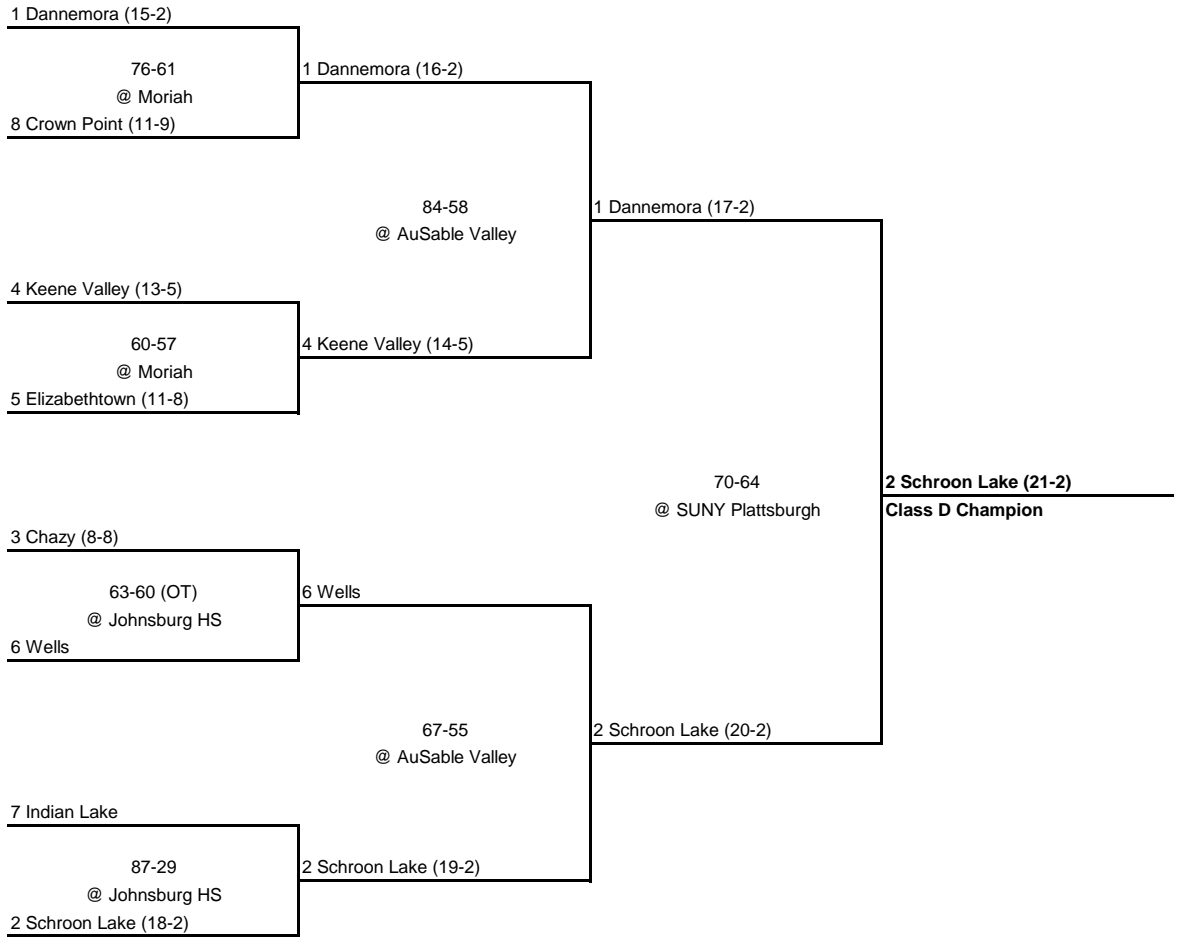 1 Dannemora (15-2)
76-61
@ Moriah
1 Dannemora (16-2)
8 Crown Point (11-9)
84-58
@ AuSable Valley
1 Dannemora (17-2)
4 Keene Valley (13-5)
60-57
@ Moriah
4 Keene Valley (14-5)
5 Elizabethtown (11-8)
70-64
@ SUNY Plattsburgh
2 Schroon Lake (21-2)
Class D Champion
3 Chazy (8-8)
63-60 (OT)
@ Johnsburg HS
6 Wells
6 Wells
67-55
@ AuSable Valley
2 Schroon Lake (20-2)
7 Indian Lake
87-29
@ Johnsburg HS
2 Schroon Lake (19-2)
2 Schroon Lake (18-2)